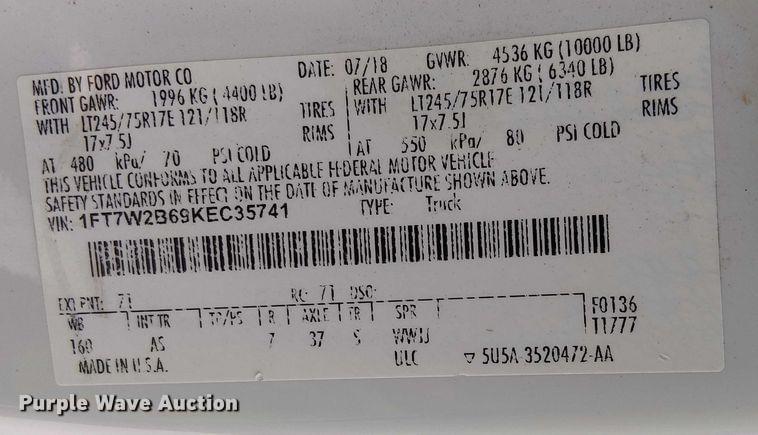 MFD. BY FORD MOTOR CO DATE: 07/18 GVWR: 4536 KG (10000 LB)
FRONT GAWR: 1996 KG (4400 LB) REAR GAWR: 2876 KG (6340 LB)
WITH LT245/75R17E 121/118R TIRES WITH LT245/75R17E 121/118R TIRES
17x7.5J RIMS 17x7.5J RIMS
AT 480 kPa/ 70 PSI COLD AT 550 kPa/ 80 PSI COLD
THIS VEHICLE CONFORMS TO ALL APPLICABLE FEDERAL MOTOR VEHICLE
SAFETY STANDARDS IN EFFECT ON THE DATE OF MANUFACTURE SHOWN ABOVE.
VIN: 1FT7W2B69KEC35741 TYPE: Truck
EXT PNT: Z1 RC: 71 DSO:
WB INT TR TP/PS R AXLE TR SPR F0136
T1777
160 AS 7 37 S
MADE IN U.S.A. ULC 5U5A-3520472-AA
Purple Wave Auction